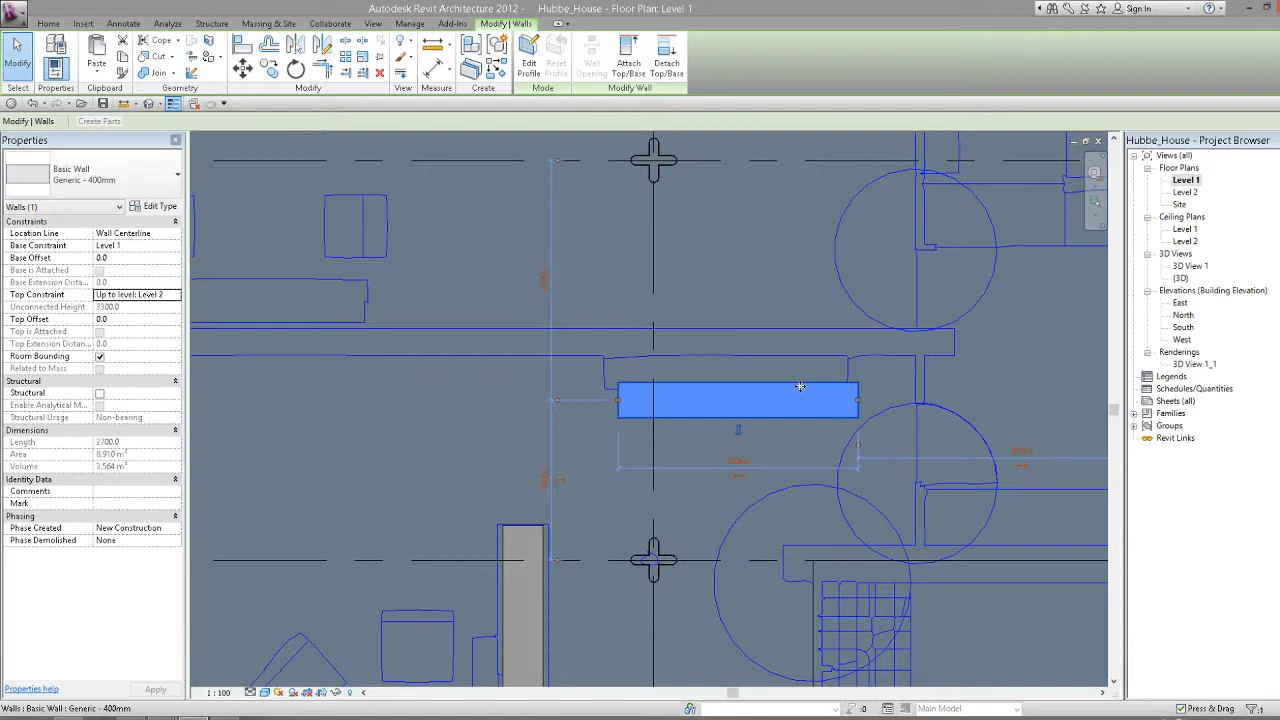 Autodesk Revit Architecture 2012 - Hubbe_House - Floor Plan: Level 1
Sign In
Home Insert Annotate Analyze Structure Massing & Site Collaborate View Manage Add-Ins Modify | Walls
Modify
Paste
Cope
Cut
Join
Edit Profile
Reset Profile
Wall Opening
Attach Top/Base
Detach Top/Base
Select Properties Clipboard Geometry Modify View Measure Create Mode Modify Wall
Modify | Walls Create Parts
Properties
Basic Wall
Generic - 400mm
Walls (1) Edit Type
Constraints
Location Line Wall Centerline
Base Constraint Level 1
Base Offset 0.0
Base is Attached
Base Extension Dista... 0.0
Top Constraint Up to level: Level 2
Unconnected Height 3300.0
Top Offset 0.0
Top is Attached
Top Extension Distan... 0.0
Room Bounding
Related to Mass
Structural
Structural
Enable Analytical M...
Structural Usage Non-bearing
Dimensions
Length 2700.0
Area 8.910 m²
Volume 3.564 m³
Identity Data
Comments
Mark
Phasing
Phase Created New Construction
Phase Demolished None
Properties help Apply
Hubbe_House - Project Browser
Views (all)
Floor Plans
Level 1
Level 2
Site
Ceiling Plans
Level 1
Level 2
3D Views
3D View 1
{3D}
Elevations (Building Elevation)
East
North
South
West
Renderings
3D View 1_1
Legends
Schedules/Quantities
Sheets (all)
Families
Groups
Revit Links
1 : 100
Walls : Basic Wall : Generic - 400mm
:0
Main Model
Press & Drag
:1